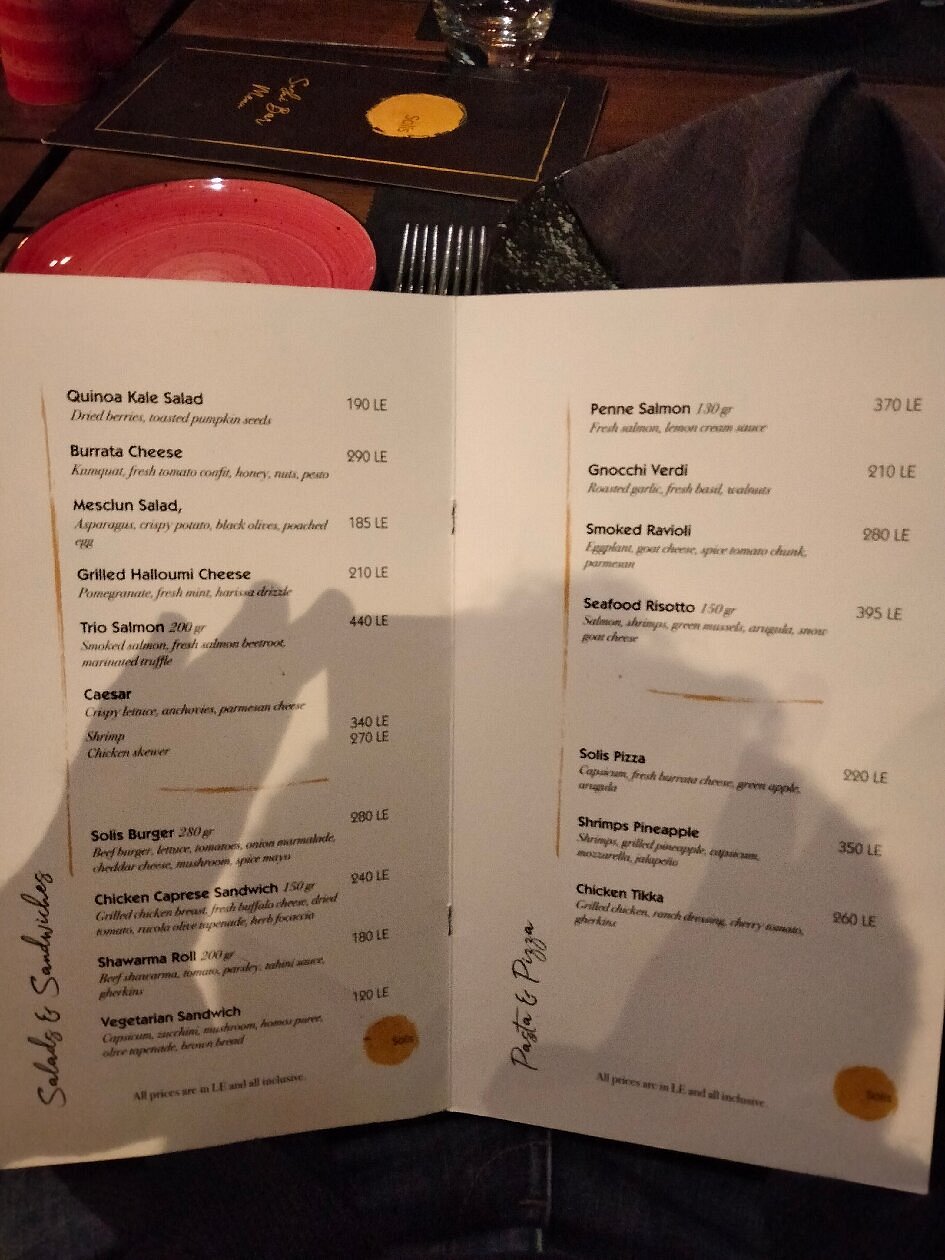 Solis Bar
Menu
Solis
Quinoa Kale Salad
190 LE
Dried berries, toasted pumpkin seeds
Burrata Cheese
290 LE
Kumquat, fresh tomato confit, honey, nuts, pesto
Mesclun Salad,
Asparagus, crispy potato, black olives, poached
185 LE
egg
Grilled Halloumi Cheese
210 LE
Pomegranate, fresh mint, harissa drizzle
Trio Salmon 200 gr
440 LE
Smoked salmon, fresh salmon beetroot,
marinated truffle
Caesar
Crispy lettuce, anchovies, parmesan cheese
Shrimp
340 LE
Chicken skewer
270 LE
Solis Burger 280 gr
280 LE
Beef burger, lettuce, tomatoes, onion marmalade,
cheddar cheese, mushroom, spice mayo
Chicken Caprese Sandwich 150 gr
240 LE
Grilled chicken breast, fresh buffalo cheese, dried
tomato, rucola olive tapenade, herb focaccia
Shawarma Roll 200 gr
180 LE
Beef shawarma, tomato, parsley, tahini sauce,
gherkins
Vegetarian Sandwich
120 LE
Capsicum, zucchini, mushroom, homos puree,
olive tapenade, brown bread
Salads & Sandwiches
Solis
All prices are in LE and all inclusive.
Penne Salmon 130 gr
370 LE
Fresh salmon, lemon cream sauce
Gnocchi Verdi
210 LE
Roasted garlic, fresh basil, walnuts
Smoked Ravioli
280 LE
Eggplant, goat cheese, spice tomato chunk,
parmesan
Seafood Risotto 150 gr
395 LE
Salmon, shrimps, green mussels, arugula, snow
goat cheese
Solis Pizza
220 LE
Capsicum, fresh burrata cheese, green apple,
arugula
Shrimps Pineapple
350 LE
Shrimps, grilled pineapple, capsicum,
mozzarella, jalapeño
Chicken Tikka
260 LE
Grilled chicken, ranch dressing, cherry tomato,
gherkins
Pasta & Pizza
Solis
All prices are in LE and all inclusive